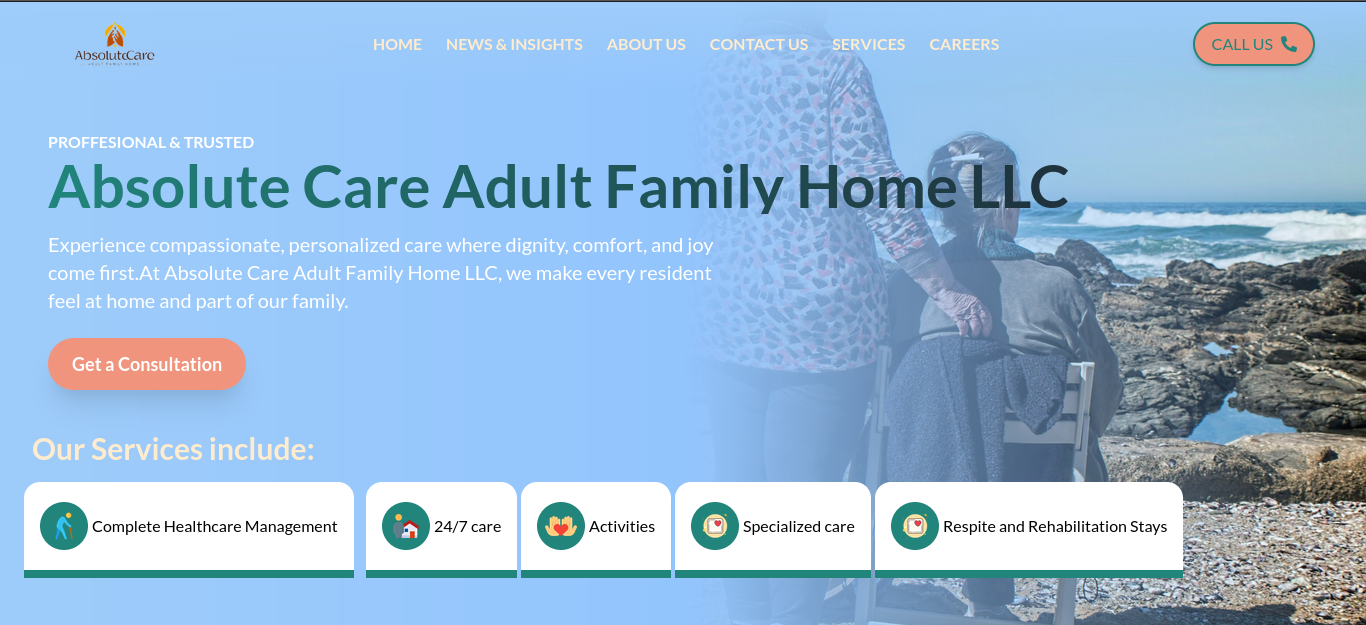 AbsoluteCare
ADULT FAMILY HOME
HOME NEWS & INSIGHTS ABOUT US CONTACT US SERVICES CAREERS
CALL US
PROFFESIONAL & TRUSTED
Absolute Care Adult Family Home LLC
Experience compassionate, personalized care where dignity, comfort, and joy
come first.At Absolute Care Adult Family Home LLC, we make every resident
feel at home and part of our family.
Get a Consultation
Our Services include:
Complete Healthcare Management
24/7 care
Activities
Specialized care
Respite and Rehabilitation Stays